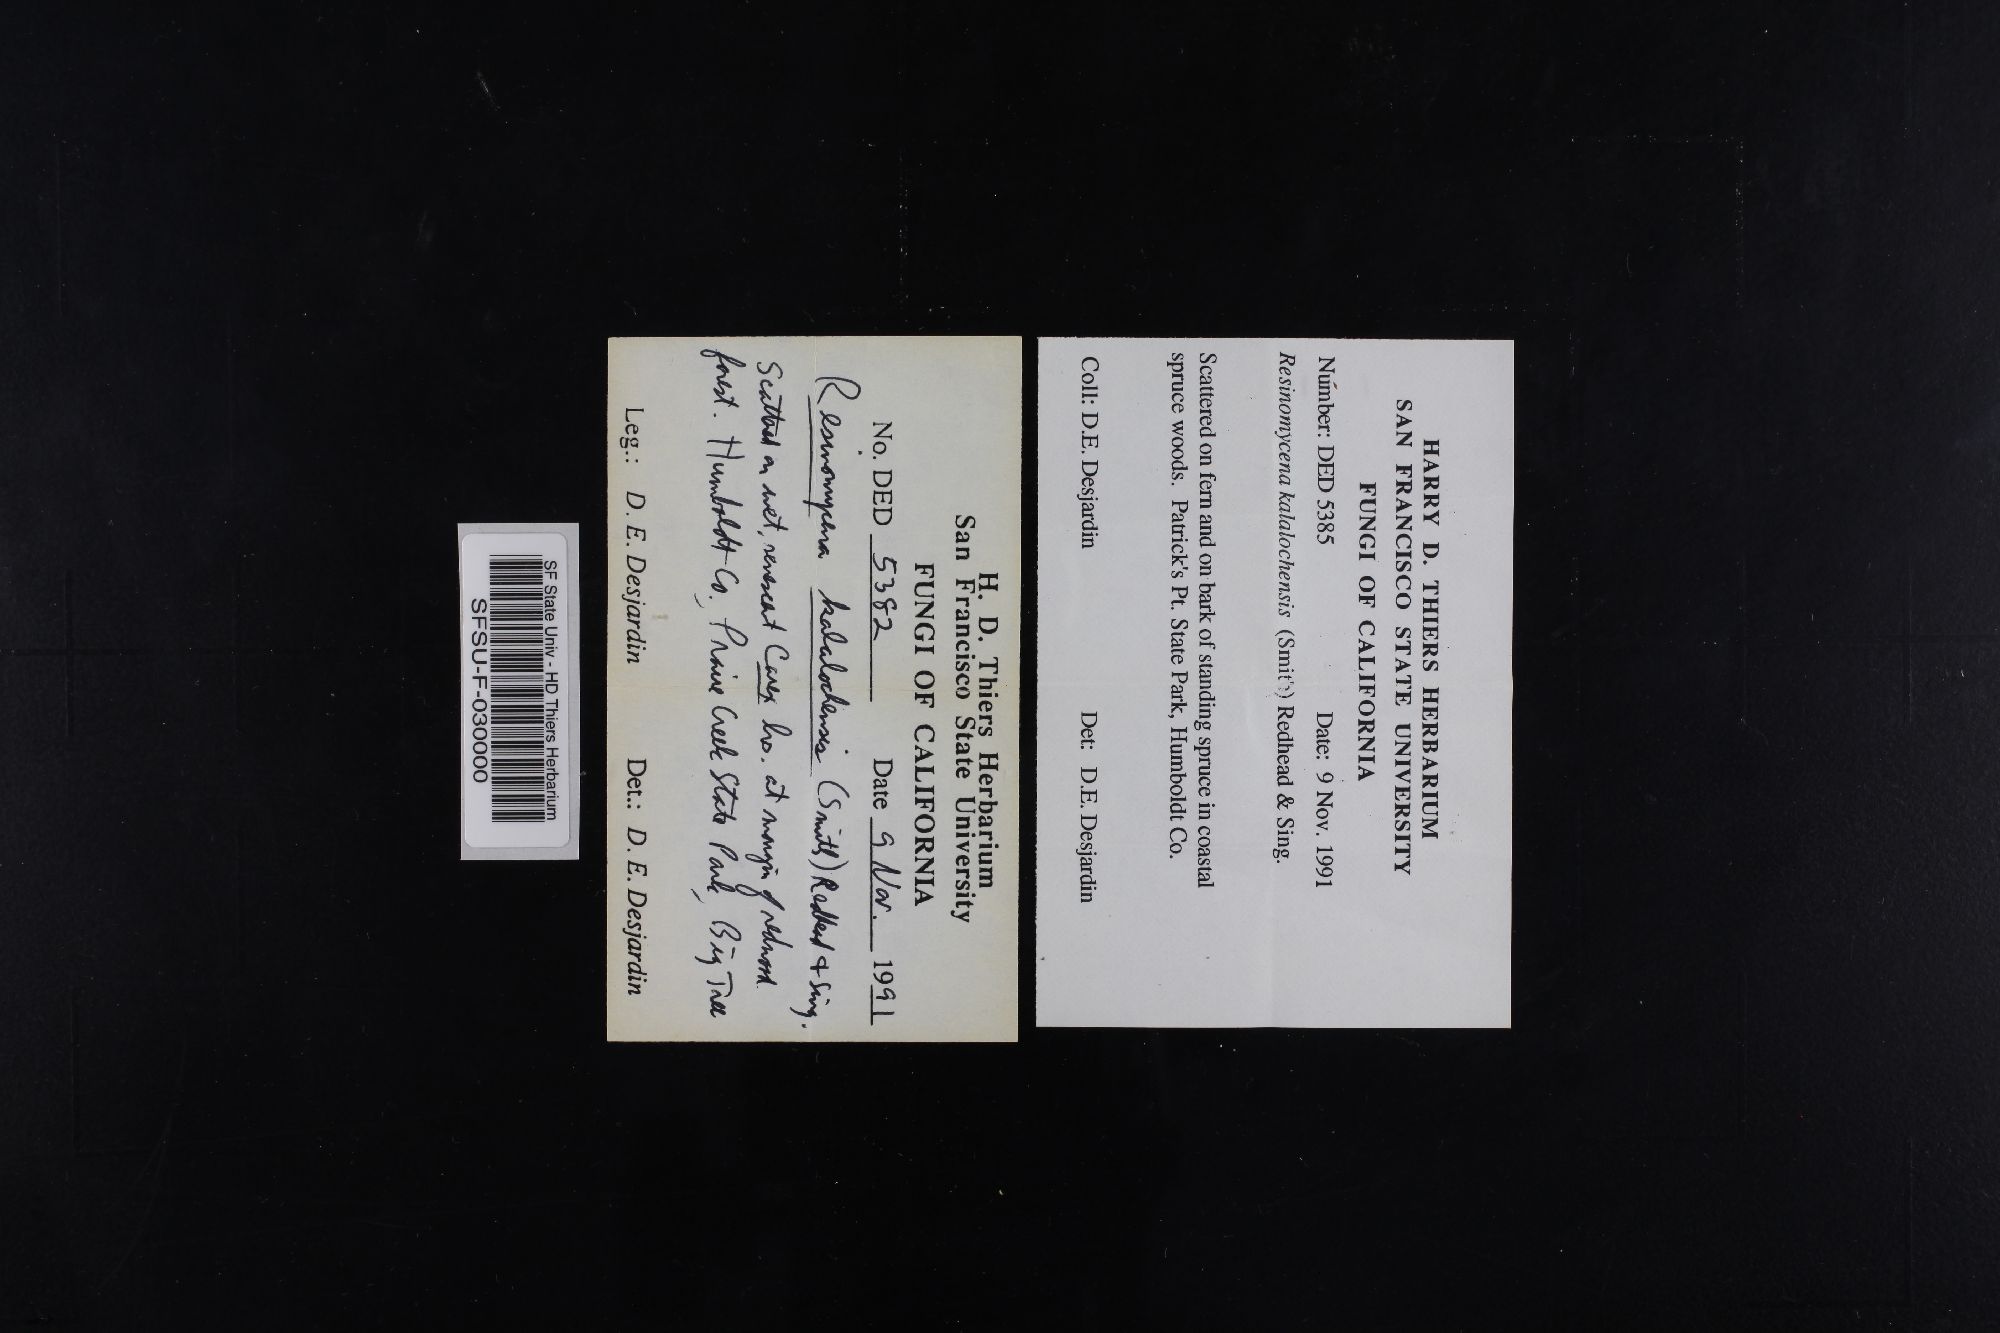 HARRY D. THIERS HERBARIUM
SAN FRANCISCO STATE UNIVERSITY
FUNGI OF CALIFORNIA
Number: DED 5385 Date: 9 Nov. 1991
Resinomycena kalalochensis (Smith) Redhead & Sing.
Scattered on fern and on bark of standing spruce in coastal
spruce woods. Patrick's Pt. State Park, Humboldt Co.
Coll: D.E. Desjardin Det: D.E. Desjardin
H. D. Thiers Herbarium
San Francisco State University
FUNGI OF CALIFORNIA
No. DED 5382 Date 9 Nov. 1991
Resinomycena kalalochensis (Smith) Redhead & Sing.
Scattered on wet, senescent Carex lvs. at margin of redwood
forest. Humboldt Co., Prairie Creek State Park, Big Tree
Leg.: D. E. Desjardin Det.: D. E. Desjardin
SF State Univ - HD Thiers Herbarium
SFSU-F-030000